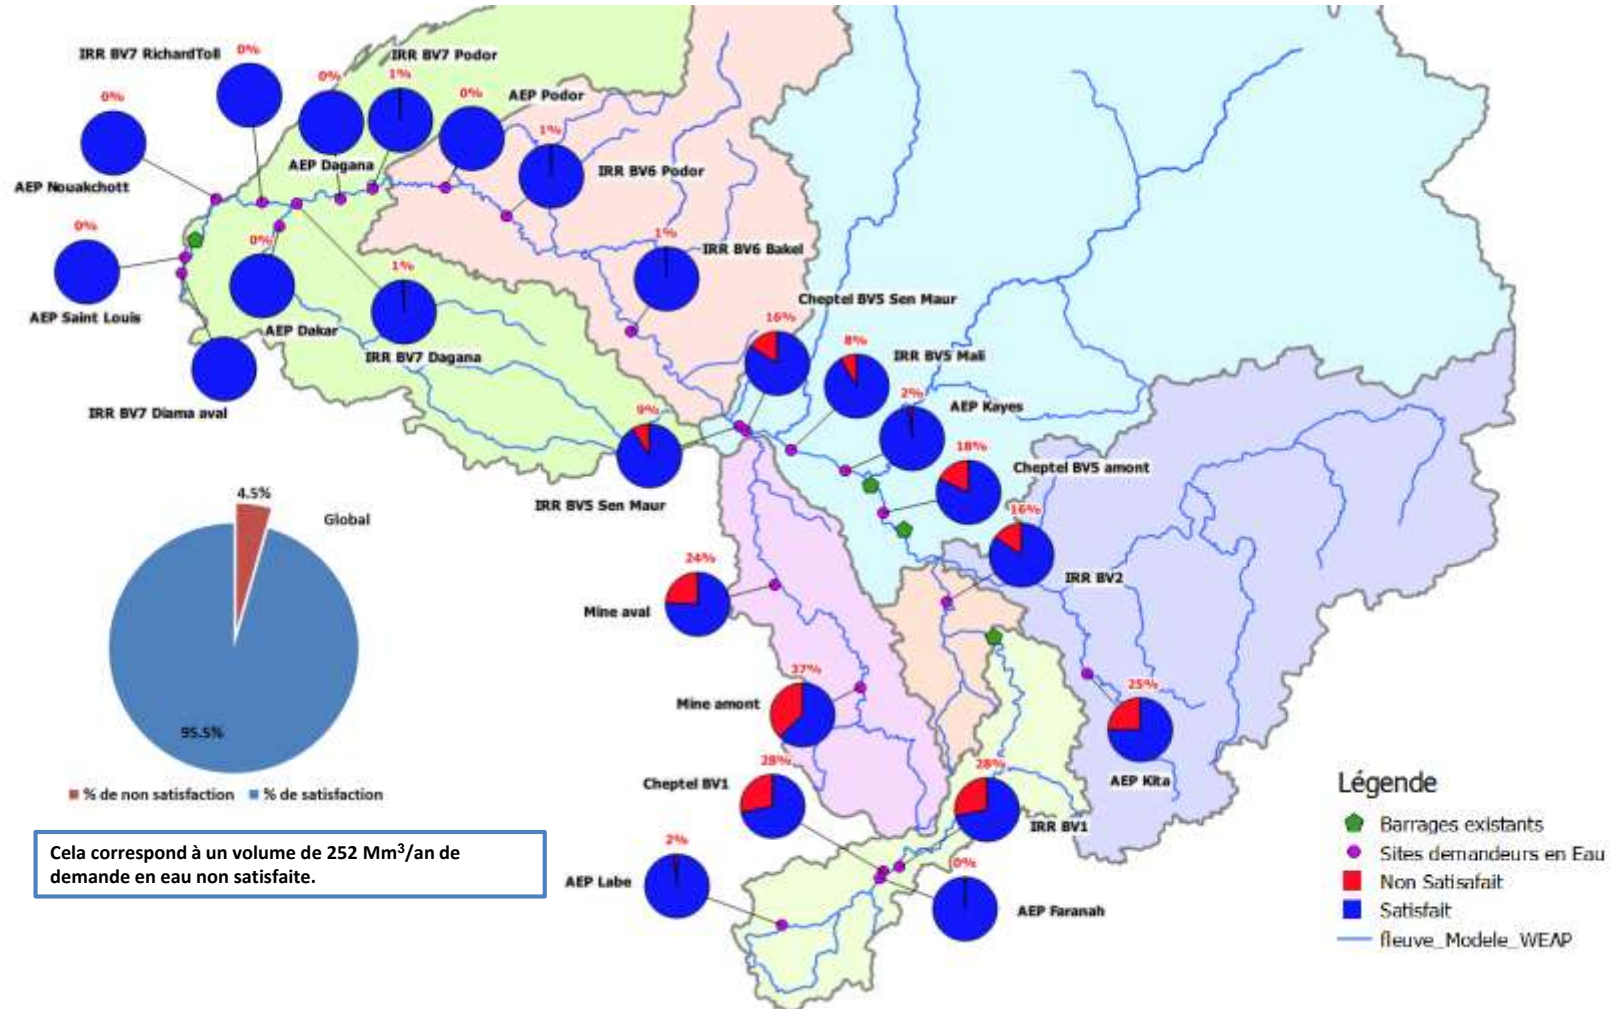 IRR BV7 RichardToll
0%
0%
AEP Nouakchott
0%
AEP Dagana
IRR BV7 Podor
1%
0%
AEP Podor
1%
IRR BV6 Podor
0%
AEP Saint Louis
0%
AEP Dakar
1%
IRR BV7 Dagana
IRR BV7 Diama aval
1%
IRR BV6 Bakel
Cheptel BV5 Sen Maur
16%
8%
IRR BV5 Mali
2%
AEP Kayes
9%
IRR BV5 Sen Maur
18%
Cheptel BV5 amont
16%
IRR BV2
4.5%
Global
95.5%
% de non satisfaction
% de satisfaction
24%
Mine aval
37%
Mine amont
25%
AEP Kita
28%
Cheptel BV1
28%
IRR BV1
2%
AEP Labe
0%
AEP Faranah
Cela correspond à un volume de 252 Mm³/an de
demande en eau non satisfaite.
Légende
Barrages existants
Sites demandeurs en Eau
Non Satisafait
Satisfait
fleuve_Modele_WEAP